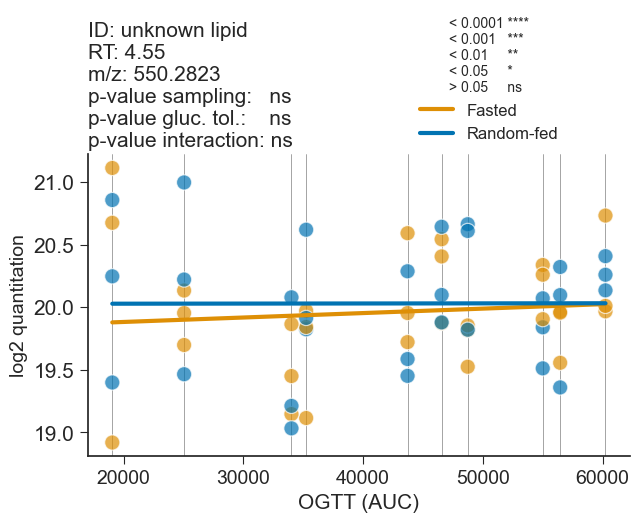 ID: unknown lipid
RT: 4.55
m/z: 550.2823
p-value sampling: ns
p-value gluc. tol.: ns
p-value interaction: ns
< 0.0001 ****
< 0.001 ***
< 0.01 **
< 0.05 *
> 0.05 ns
Fasted
Random-fed
log2 quantitation
21.0
20.5
20.0
19.5
19.0
20000 30000 40000 50000 60000
OGTT (AUC)